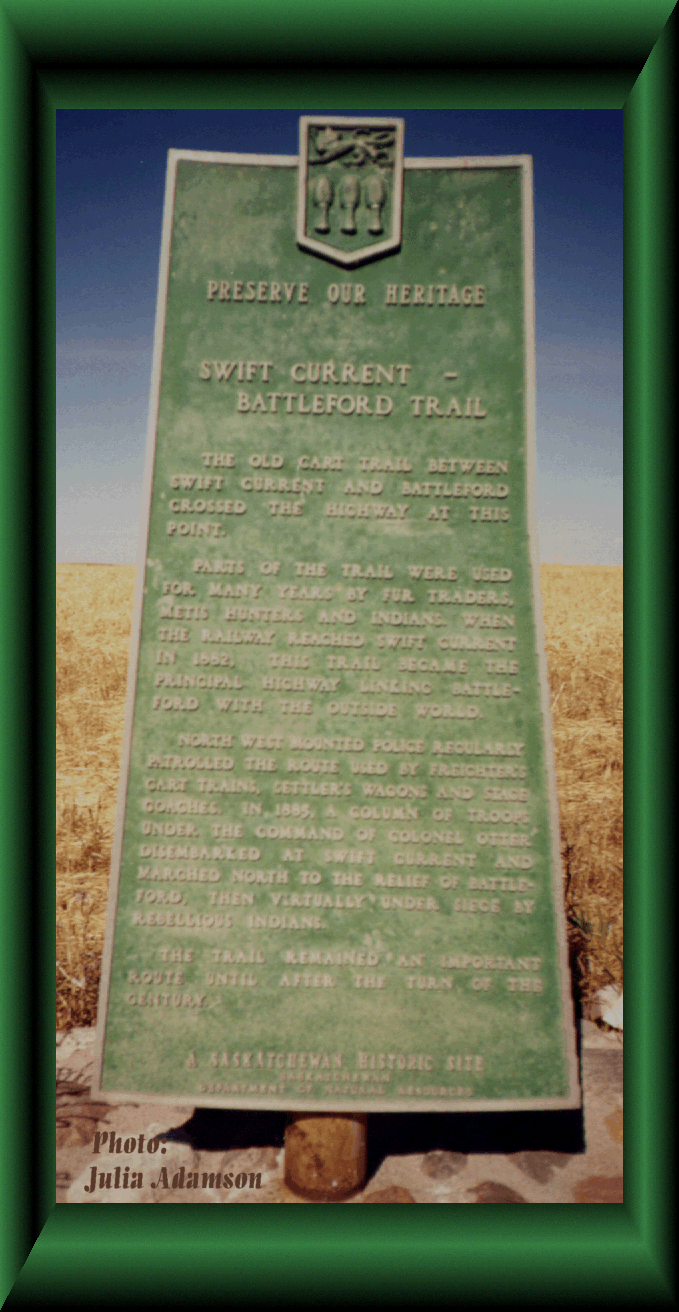 PRESERVE OUR HERITAGE
SWIFT CURRENT –
BATTLEFORD TRAIL
THE OLD CART TRAIL BETWEEN
SWIFT CURRENT AND BATTLEFORD
CROSSED THE HIGHWAY AT THIS
POINT.
PARTS OF THE TRAIL WERE USED
FOR MANY YEARS BY FUR TRADERS,
METIS HUNTERS AND INDIANS. WHEN
THE RAILWAY REACHED SWIFT CURRENT
IN 1882, THIS TRAIL BECAME THE
PRINCIPAL HIGHWAY LINKING BATTLE-
FORD WITH THE OUTSIDE WORLD.
NORTH WEST MOUNTED POLICE REGULARLY
PATROLLED THE ROUTE USED BY FREIGHTERS
CART TRAINS, SETTLER'S WAGONS AND STAGE
COACHES. IN 1885, A COLUMN OF TROOPS
UNDER THE COMMAND OF COLONEL OTTER
DISEMBARKED AT SWIFT CURRENT AND
MARCHED NORTH TO THE RELIEF OF BATTLE-
FORD, THEN VIRTUALLY UNDER SIEGE BY
REBELLIOUS INDIANS.
THE TRAIL REMAINED AN IMPORTANT
ROUTE UNTIL AFTER THE TURN OF THE
CENTURY.
A SASKATCHEWAN HISTORIC SITE
SASKATCHEWAN
DEPARTMENT OF NATURAL RESOURCES
Photo:
Julia Adamson